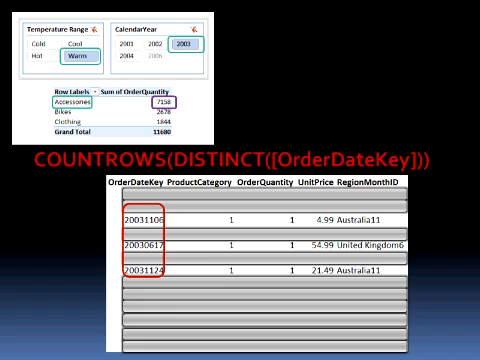 Temperature Range CalendarYear
Cold Cool 2001 2002 2003
Hot Warm 2004 2006
Row Labels Sum of OrderQuantity
Accessories 7158
Bikes 2678
Clothing 1844
Grand Total 11680
COUNTROWS(DISTINCT([OrderDateKey]))
OrderDateKey ProductCategory OrderQuantity UnitPrice RegionMonthID
20031106 1 1 4.99 Australia11
20030617 1 1 54.99 United Kingdom6
20031124 1 1 21.49 Australia11